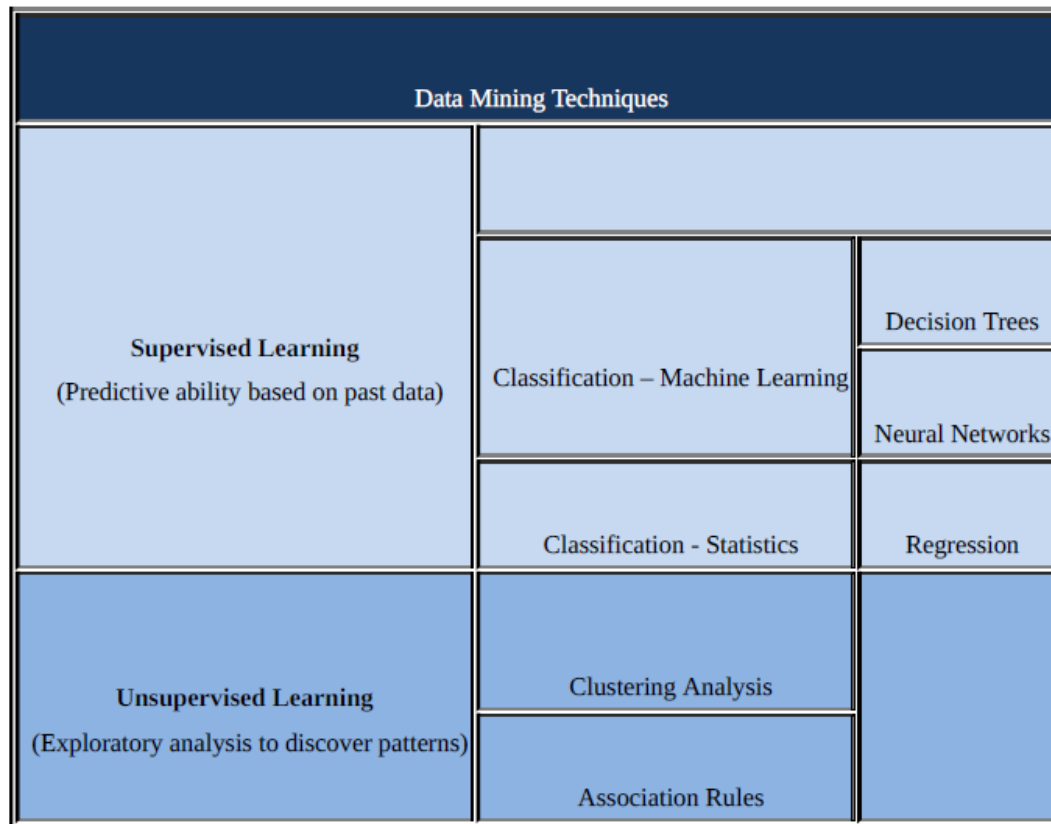 Data Mining Techniques
Supervised Learning
(Predictive ability based on past data)
Classification – Machine Learning
Decision Trees
Neural Networks
Classification - Statistics
Regression
Unsupervised Learning
(Exploratory analysis to discover patterns)
Clustering Analysis
Association Rules